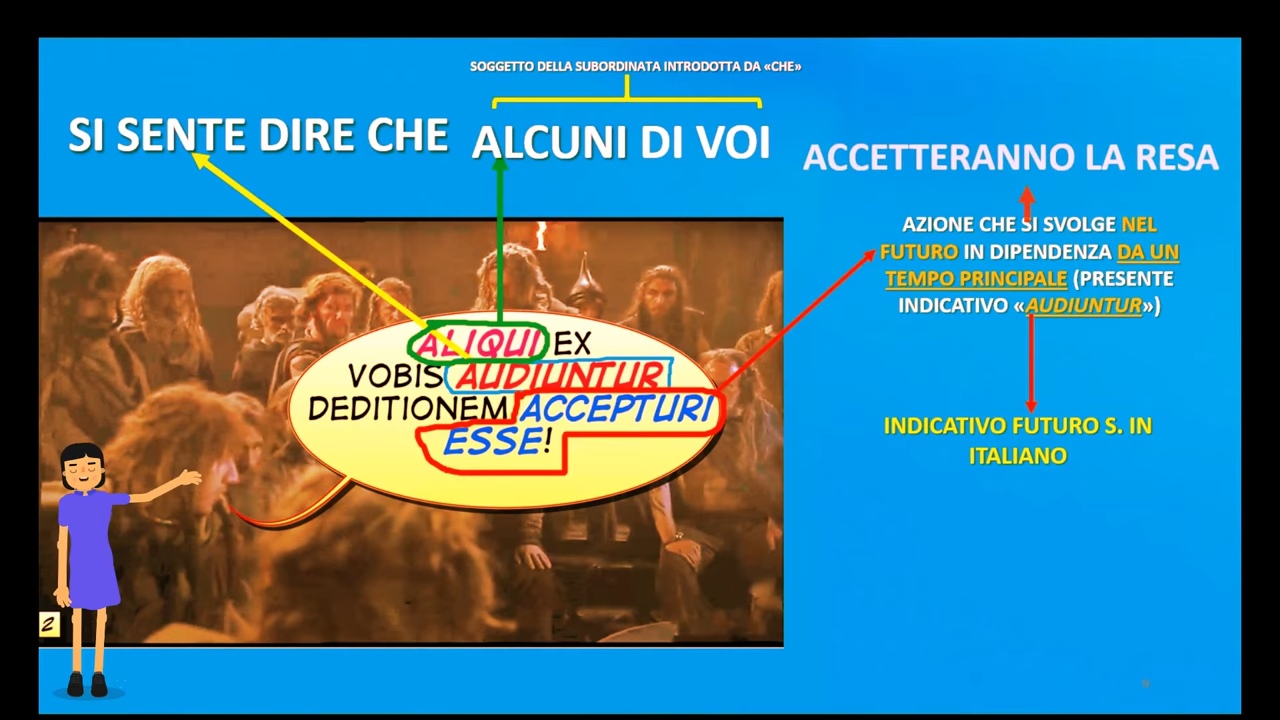 SOGGETTO DELLA SUBORDINATA INTRODOTTA DA «CHE»
SI SENTE DIRE CHE
ALCUNI DI VOI
ACCETTERANNO LA RESA
AZIONE CHE SI SVOLGE NEL
FUTURO IN DIPENDENZA DA UN
TEMPO PRINCIPALE (PRESENTE
INDICATIVO «AUDIUNTUR»)
ALIQUI EX
VOBIS AUDIUNTUR
DEDITIONEM ACCEPTURI
ESSE!
INDICATIVO FUTURO S. IN
ITALIANO
2
9